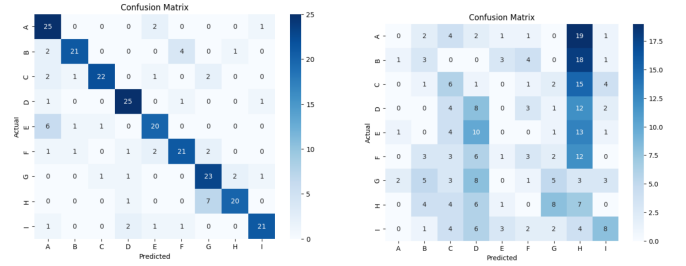 Confusion Matrix
A 25 0 0 0 2 0 0 0 1
B 2 21 0 0 0 4 0 1 0
C 2 1 22 0 1 0 2 0 0
D 1 0 0 25 0 1 0 0 1
E 6 1 1 0 20 0 0 0 0
F 1 1 0 1 2 21 2 0 0
G 0 0 1 1 0 0 23 2 1
H 0 0 0 1 0 0 7 20 0
I 1 0 0 2 1 1 0 0 21
A B C D E F G H I
Actual
Predicted
25
20
15
10
5
0
Confusion Matrix
A 0 2 4 2 1 1 0 19 1
B 1 3 0 0 3 4 0 18 1
C 0 1 6 1 0 2 1 15 4
D 0 0 4 8 0 3 1 12 2
E 1 0 4 10 0 0 1 13 1
F 0 3 3 6 1 3 2 12 0
G 2 5 3 8 0 1 5 3 3
H 0 4 4 6 1 0 8 7 0
I 0 1 4 6 3 2 2 4 8
A B C D E F G H I
Actual
Predicted
17.5
15.0
12.5
10.0
7.5
5.0
2.5
0.0